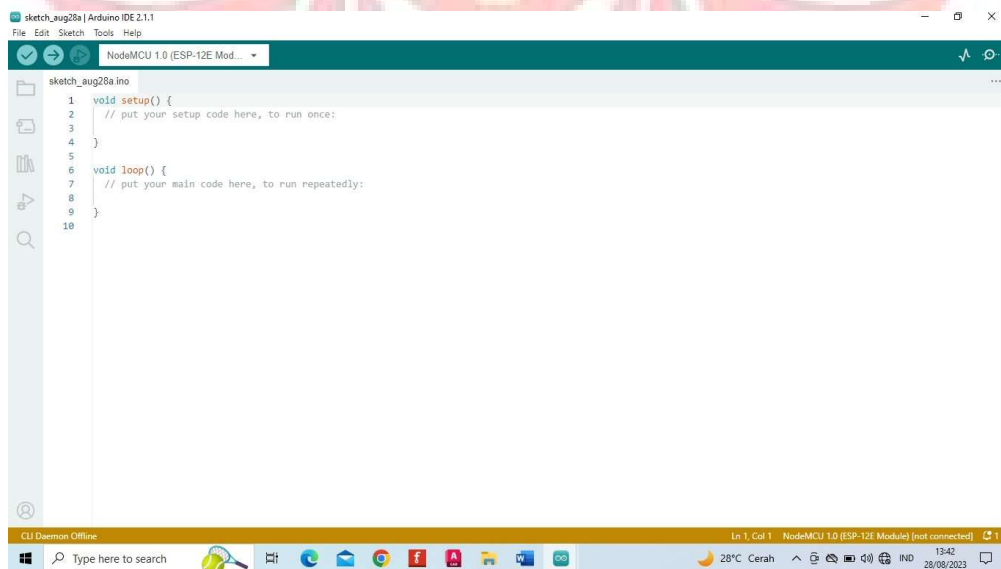 sketch_aug28a | Arduino IDE 2.1.1
File Edit Sketch Tools Help
NodeMCU 1.0 (ESP-12E Mod...
sketch_aug28a.ino
1 void setup() {
2 // put your setup code here, to run once:
3
4 }
5
6 void loop() {
7 // put your main code here, to run repeatedly:
8
9 }
10
CLI Daemon Offline
Ln 1, Col 1 NodeMCU 1.0 (ESP-12E Module) [not connected] 1
Type here to search
28°C Cerah
IND
13:42
28/08/2023